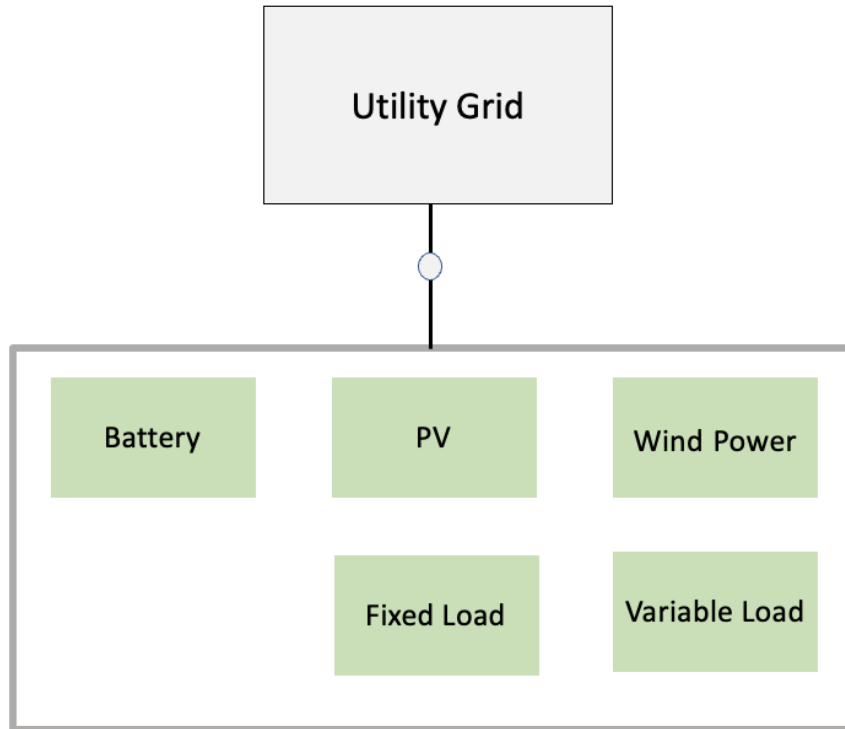 Utility Grid
Battery
PV
Wind Power
Fixed Load
Variable Load